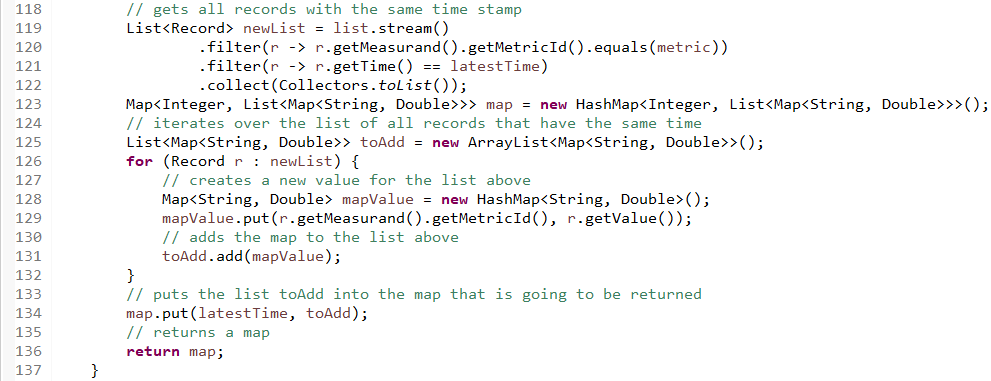 118 // gets all records with the same time stamp
119 List<Record> newList = list.stream()
120 .filter(r -> r.getMeasurand().getMetricId().equals(metric))
121 .filter(r -> r.getTime() == latestTime)
122 .collect(Collectors.toList());
123 Map<Integer, List<Map<String, Double>>> map = new HashMap<Integer, List<Map<String, Double>>>();
124 // iterates over the list of all records that have the same time
125 List<Map<String, Double>> toAdd = new ArrayList<Map<String, Double>>();
126 for (Record r : newList) {
127 // creates a new value for the list above
128 Map<String, Double> mapValue = new HashMap<String, Double>();
129 mapValue.put(r.getMeasurand().getMetricId(), r.getValue());
130 // adds the map to the list above
131 toAdd.add(mapValue);
132 }
133 // puts the list toAdd into the map that is going to be returned
134 map.put(latestTime, toAdd);
135 // returns a map
136 return map;
137 }